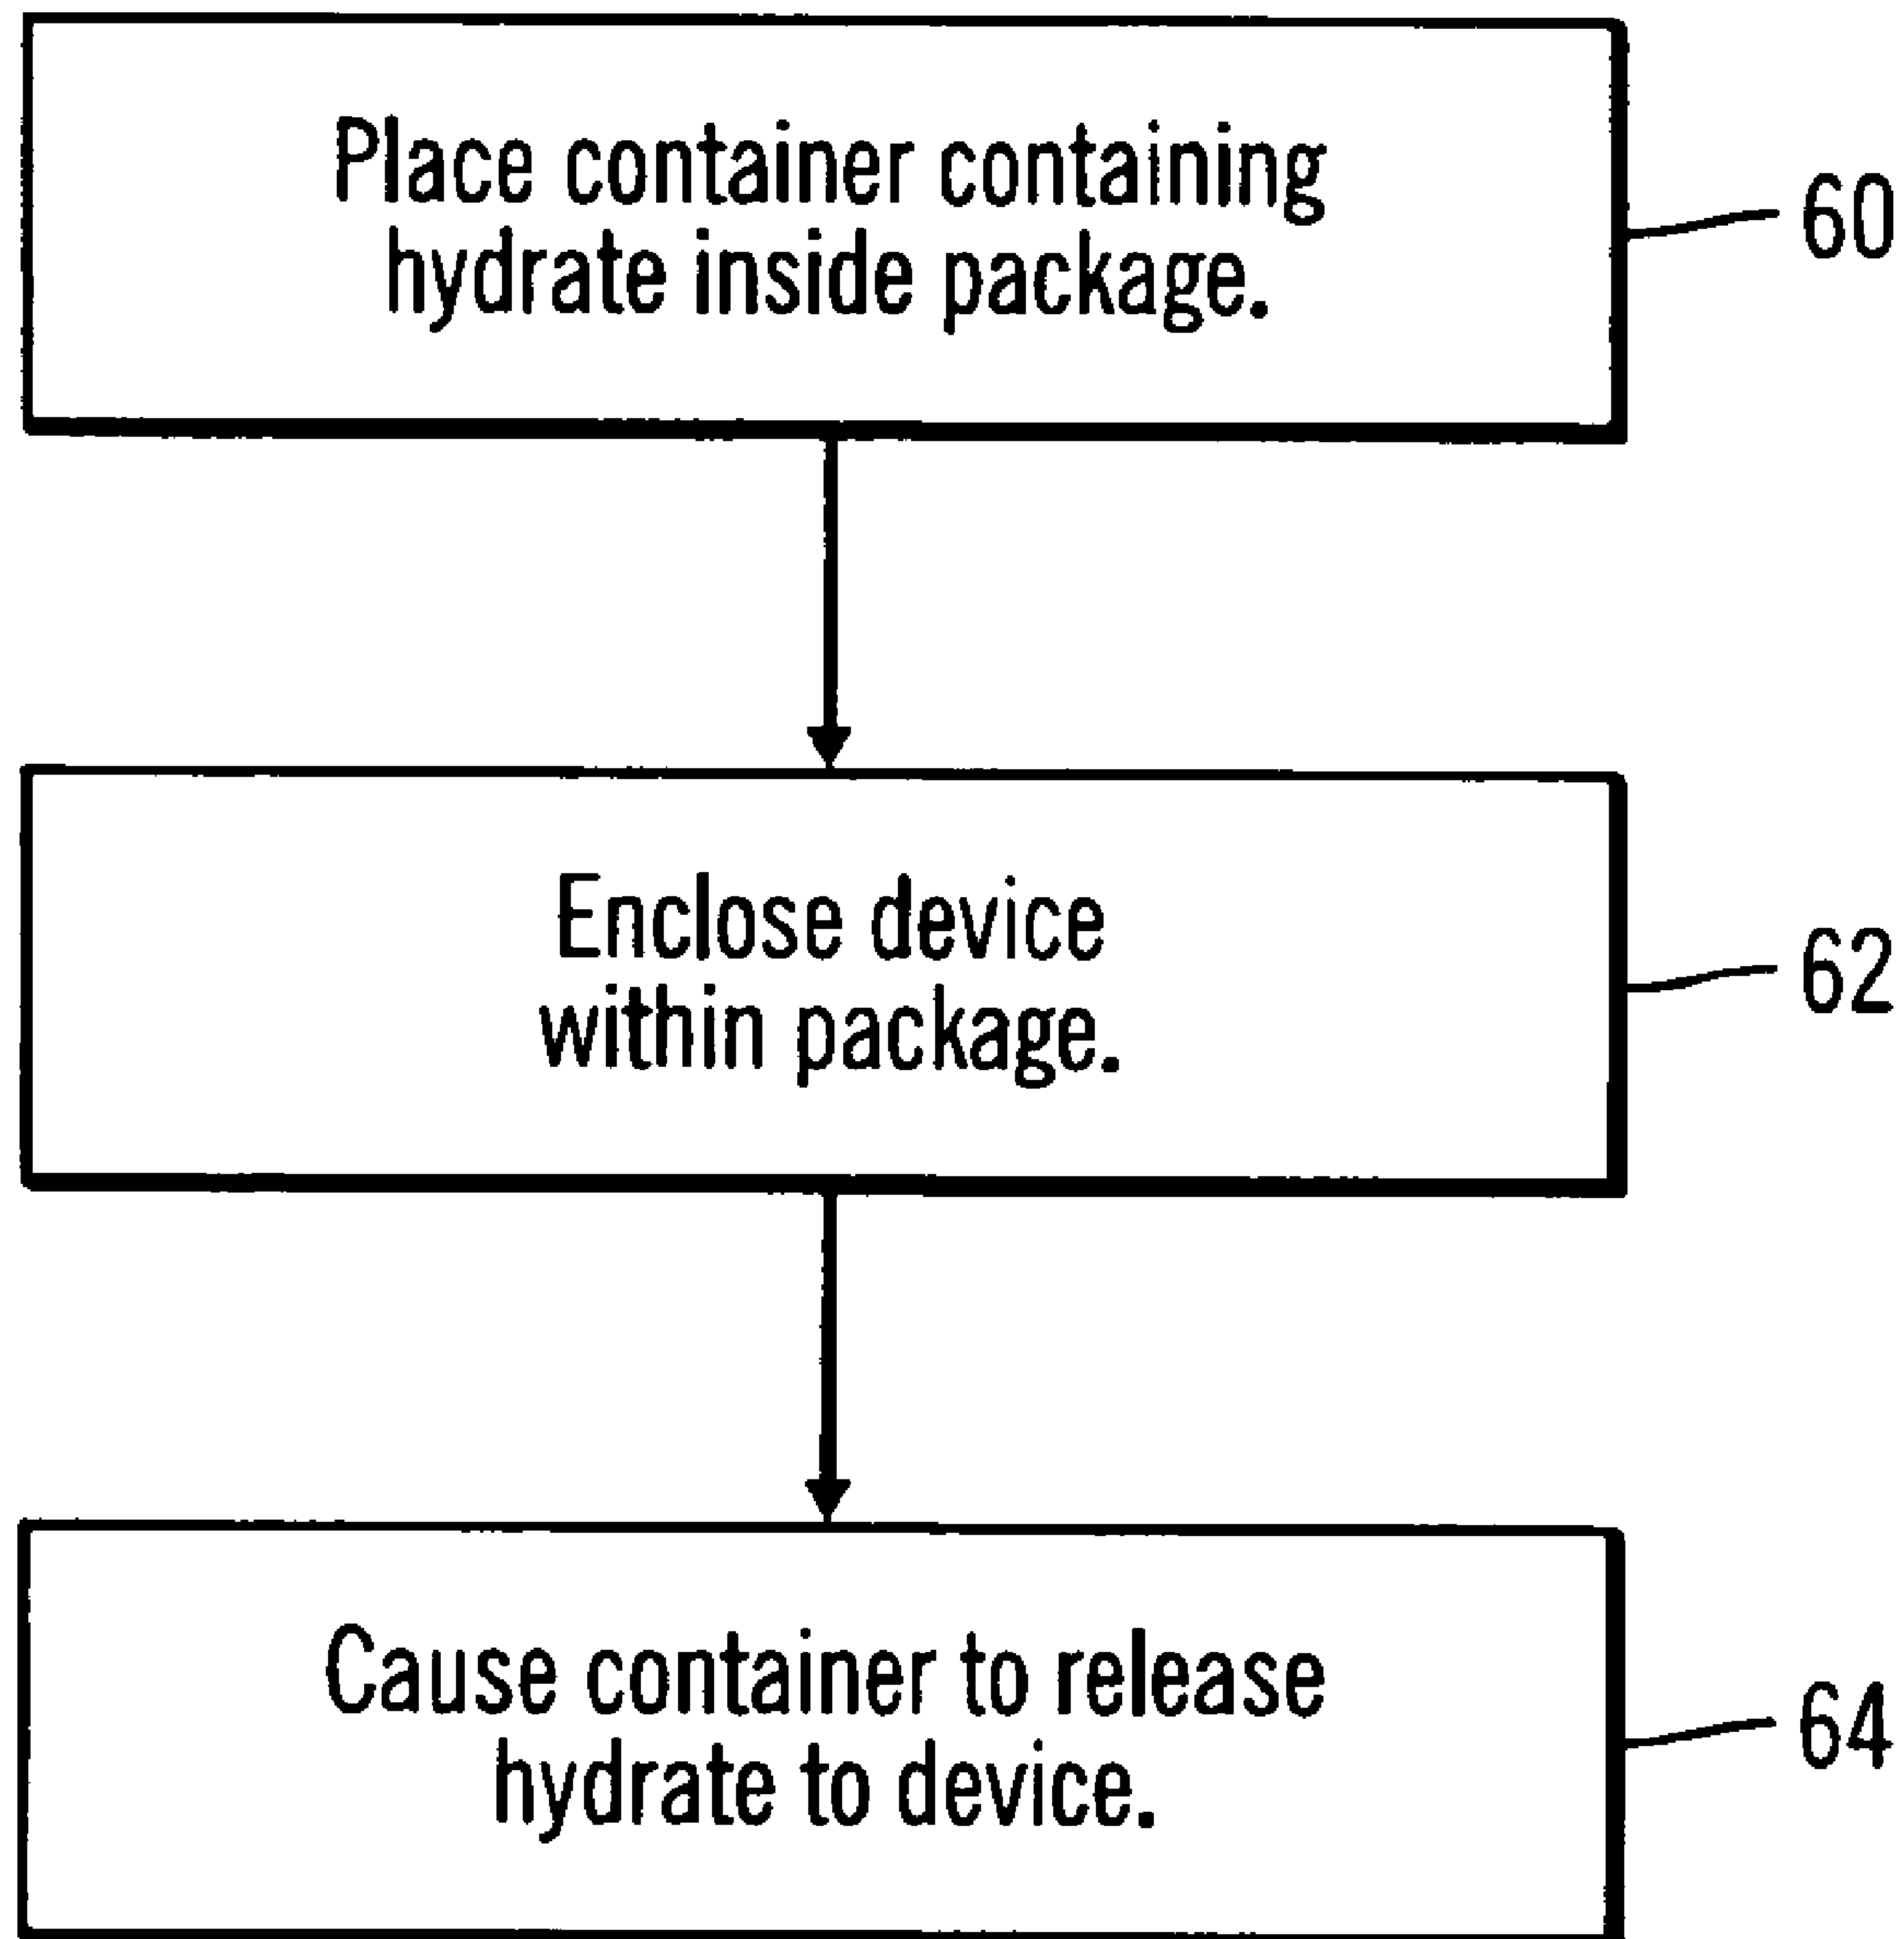 Place container containing
hydrate inside package.
60
Enclose device
within package.
62
Cause container to release
hydrate to device.
64